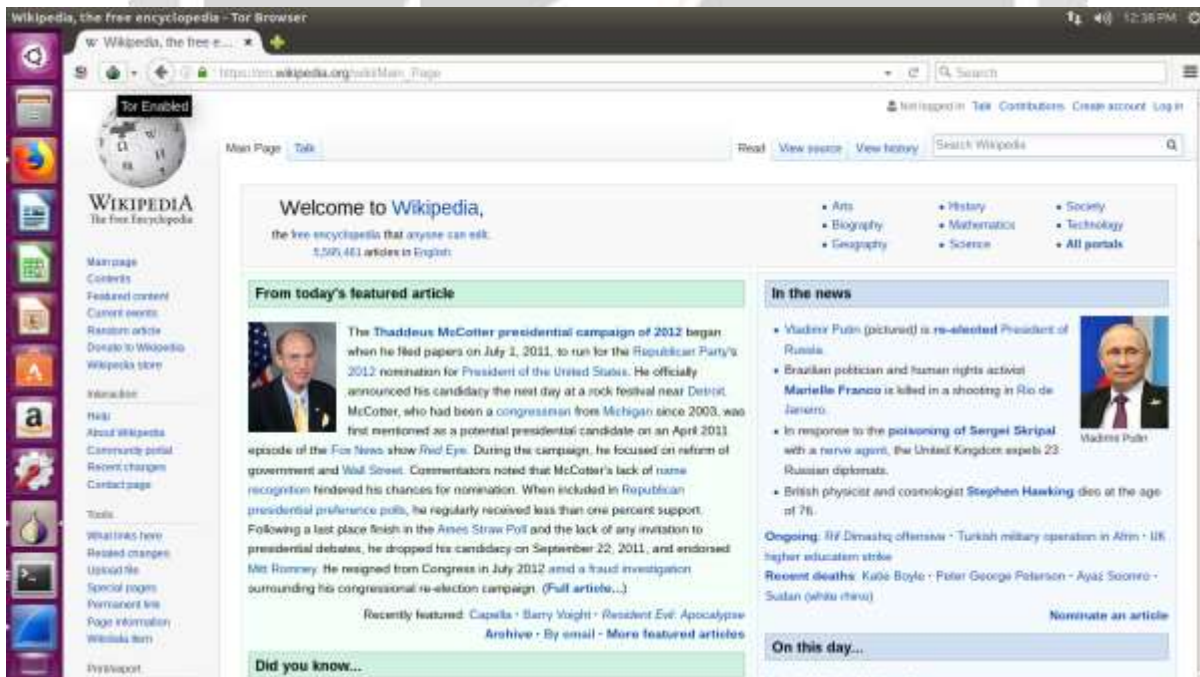 Wikipedia, the free encyclopedia - Tor Browser
12:36 PM
W Wikipedia, the free e...
https://en.wikipedia.org/wiki/Main_Page
Search
Tor Enabled
Not logged in Talk Contributions Create account Log in
Main Page Talk
Read View source View history Search Wikipedia
WIKIPEDIA
The Free Encyclopedia
Main page
Contents
Featured content
Current events
Random article
Donate to Wikipedia
Wikipedia store
Interaction
Help
About Wikipedia
Community portal
Recent changes
Contact page
Tools
What links here
Related changes
Upload file
Special pages
Permanent link
Page information
Wikidata item
Print/export
Welcome to Wikipedia,
the free encyclopedia that anyone can edit.
5,595,461 articles in English
• Arts
• Biography
• Geography
• History
• Mathematics
• Science
• Society
• Technology
• All portals
From today's featured article
The Thaddeus McCotter presidential campaign of 2012 began
when he filed papers on July 1, 2011, to run for the Republican Party's
2012 nomination for President of the United States. He officially
announced his candidacy the next day at a rock festival near Detroit.
McCotter, who had been a congressman from Michigan since 2003, was
first mentioned as a potential presidential candidate on an April 2011
episode of the Fox News show Red Eye. During the campaign, he focused on reform of
government and Wall Street. Commentators noted that McCotter's lack of name
recognition hindered his chances for nomination. When included in Republican
presidential preference polls, he regularly received less than one percent support.
Following a last place finish in the Ames Straw Poll and the lack of any invitation to
presidential debates, he dropped his candidacy on September 22, 2011, and endorsed
Mitt Romney. He resigned from Congress in July 2012 amid a fraud investigation
surrounding his congressional re-election campaign. (Full article...)
Recently featured: Capella · Barry Voight · Resident Evil: Apocalypse
Archive · By email · More featured articles
Did you know...
In the news
• Vladimir Putin (pictured) is re-elected President of
Russia.
• Brazilian politician and human rights activist
Marielle Franco is killed in a shooting in Rio de
Janeiro.
• In response to the poisoning of Sergei Skripal
with a nerve agent, the United Kingdom expels 23
Russian diplomats.
• British physicist and cosmologist Stephen Hawking dies at the age
of 76.
Vladimir Putin
Ongoing: Rif Dimashq offensive · Turkish military operation in Afrin · UK
higher education strike
Recent deaths: Katie Boyle · Peter George Peterson · Ayaz Soomro ·
Sudan (white rhino)
Nominate an article
On this day...